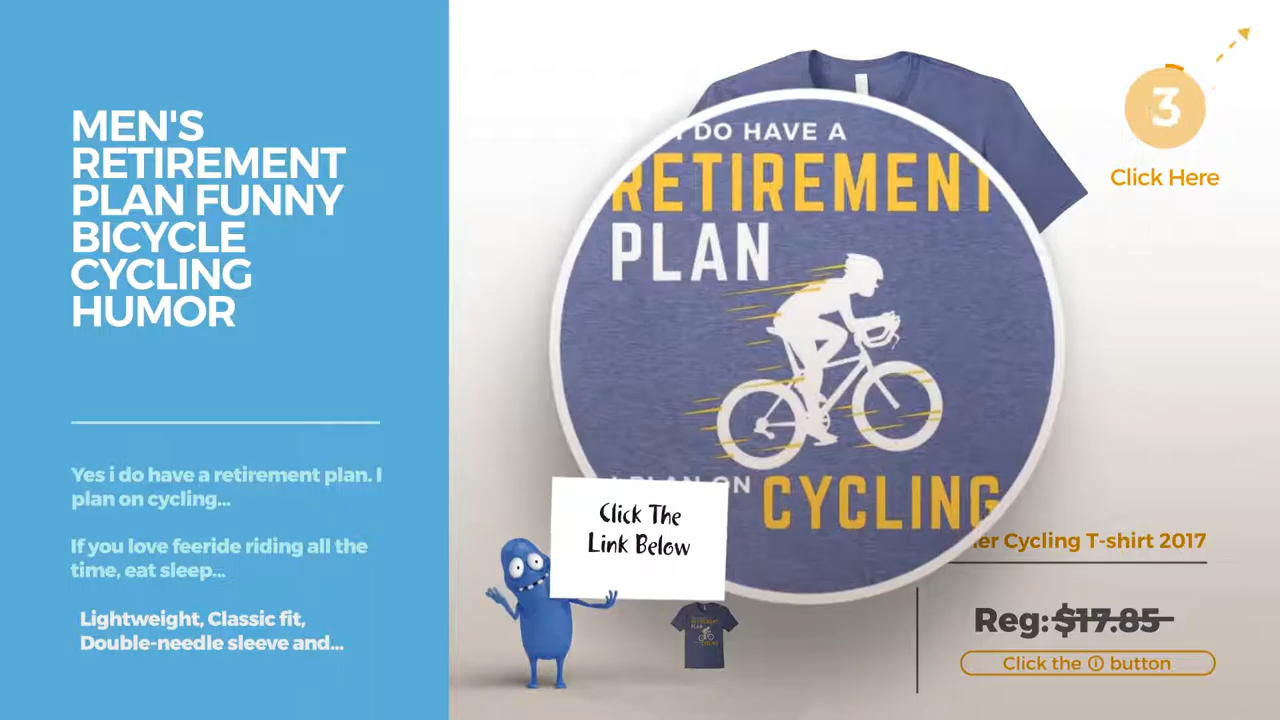 MEN'S
RETIREMENT
PLAN FUNNY
BICYCLE
CYCLING
HUMOR
Yes i do have a retirement plan. I
plan on cycling...
If you love feeride riding all the
time, eat sleep...
Lightweight, Classic fit,
Double-needle sleeve and...
I DO HAVE A
RETIREMENT
PLAN
I PLAN ON
CYCLING
Click The
Link Below
3
Click Here
Cycling T-shirt 2017
Reg: $17.85
Click the ⓘ button